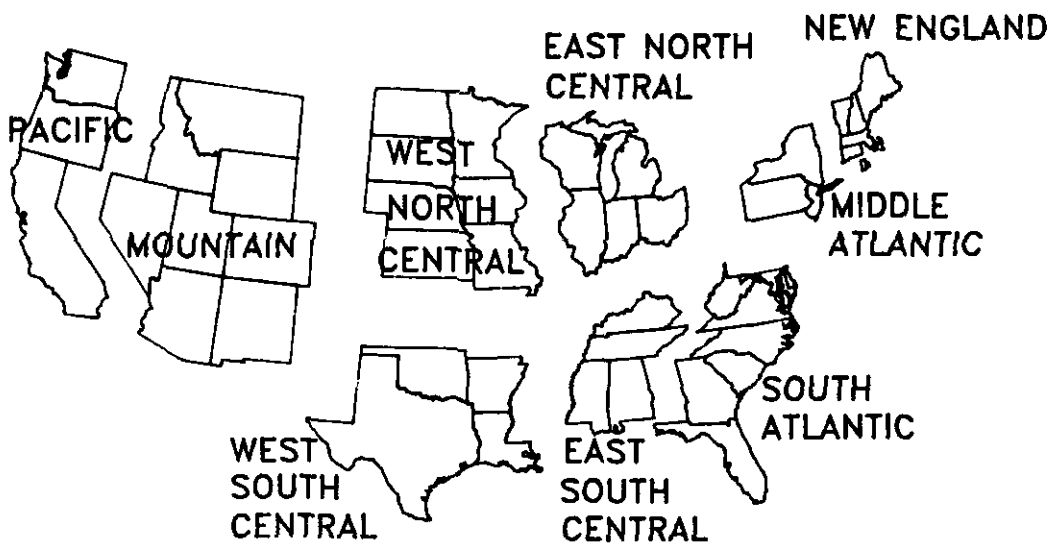 NEW ENGLAND
EAST NORTH
CENTRAL
PACIFIC
WEST
NORTH
CENTRAL
MOUNTAIN
MIDDLE
ATLANTIC
SOUTH
ATLANTIC
WEST
SOUTH
CENTRAL
EAST
SOUTH
CENTRAL